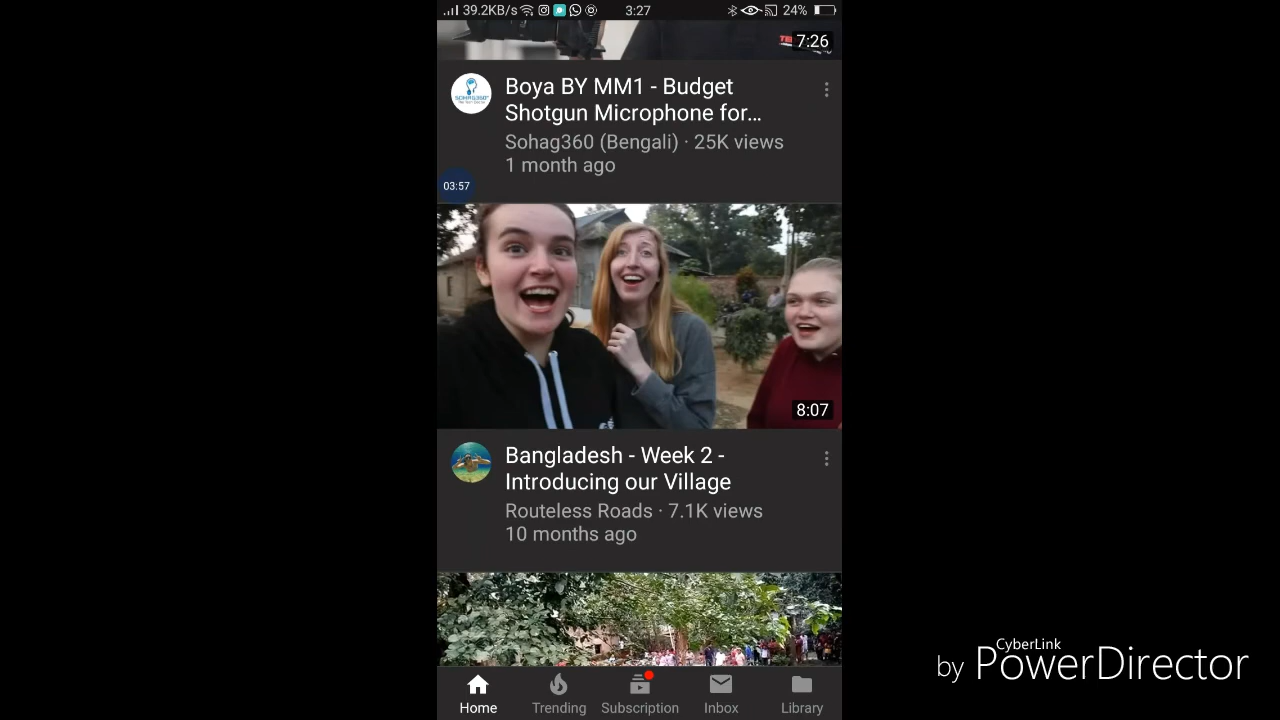 39.2KB/s
3:27
24%
7:26
Boya BY MM1 - Budget
Shotgun Microphone for...
Sohag360 (Bengali) · 25K views
1 month ago
03:57
8:07
Bangladesh - Week 2 -
Introducing our Village
Routeless Roads · 7.1K views
10 months ago
Home
Trending
Subscription
Inbox
Library
CyberLink
by PowerDirector